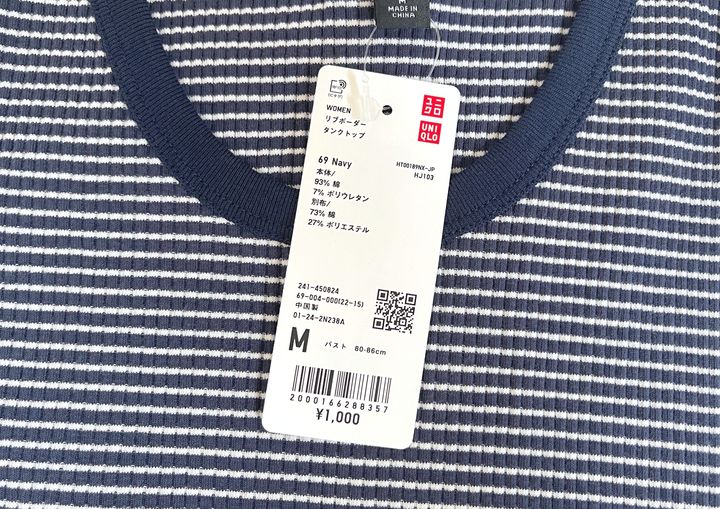 M
MADE IN
CHINA
WOMEN
リブボーダー
タンクトップ
ユニ
クロ
UNI
QLO
69 Navy
HT00189NX-JP
HJ103
本体/
93% 綿
7% ポリウレタン
別布/
73% 綿
27% ポリエステル
241-450824
69-004-000(22-15)
中国製
01-24-2N238A
M バスト 80-86cm
2000166288357
¥1,000